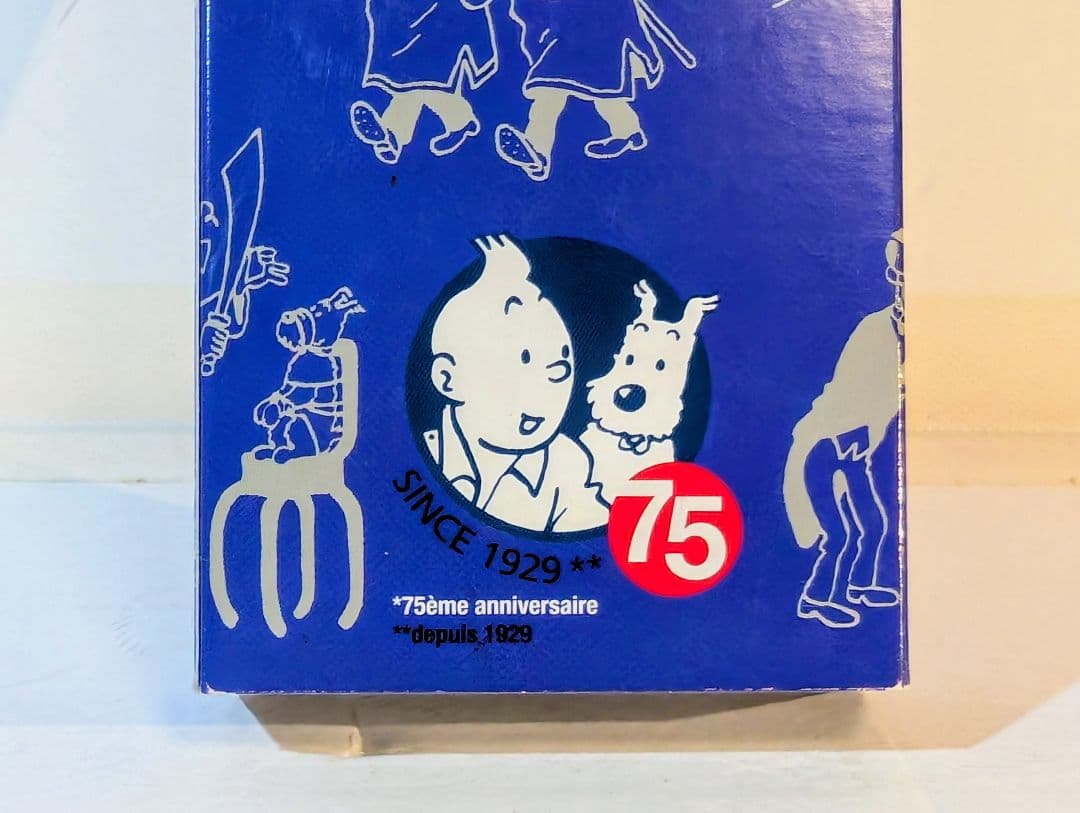 SINCE 1929**
75
*75ème anniversaire
**depuis 1929